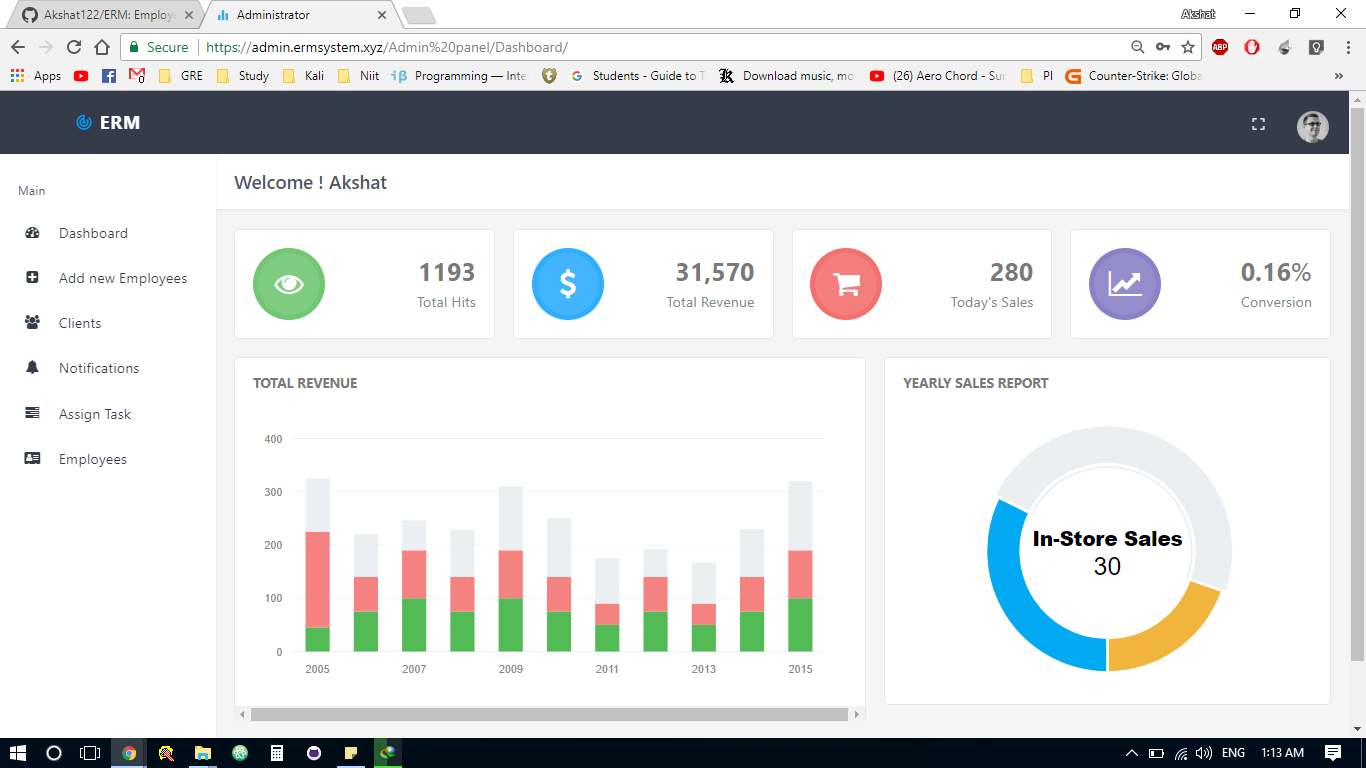 Akshat122/ERM: Employe
Administrator
Akshat
Secure
https://admin.ermsystem.xyz/Admin%20panel/Dashboard/
ABP
Apps
GRE
Study
Kali
Niit
Programming — Inte
Students - Guide to T
Download music, mo
(26) Aero Chord - Sur
PI
Counter-Strike: Globa
»
ERM
Main
Dashboard
Add new Employees
Clients
Notifications
Assign Task
Employees
Welcome ! Akshat
1193
Total Hits
$
31,570
Total Revenue
280
Today's Sales
0.16%
Conversion
TOTAL REVENUE
400
300
200
100
0
2005
2007
2009
2011
2013
2015
YEARLY SALES REPORT
In-Store Sales
30
ENG
1:13 AM